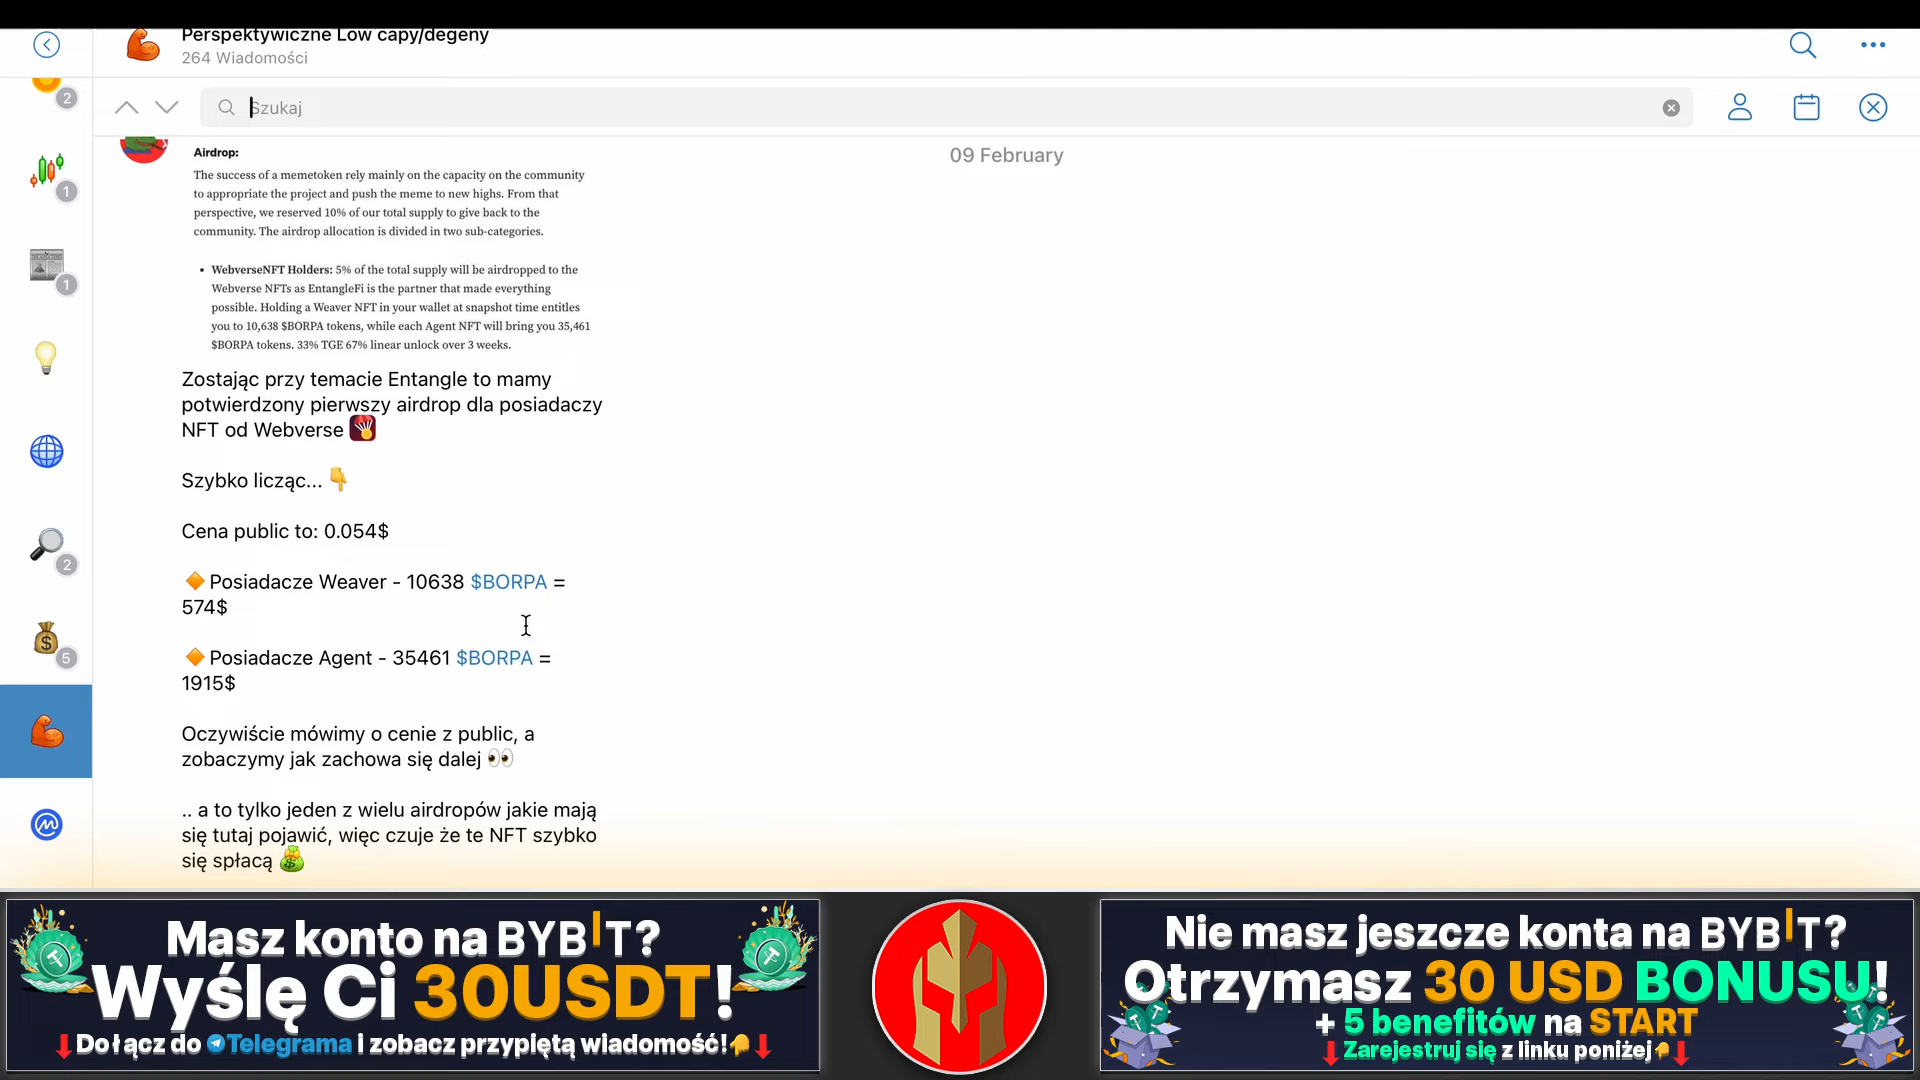 Perspektywiczne Low capy/degeny
264 Wiadomości
Szukaj
2
1
1
2
5
09 February
Airdrop:
The success of a memetoken rely mainly on the capacity on the community
to appropriate the project and push the meme to new highs. From that
perspective, we reserved 10% of our total supply to give back to the
community. The airdrop allocation is divided in two sub-categories.
• WebverseNFT Holders: 5% of the total supply will be airdropped to the
Webverse NFTs as EntangleFi is the partner that made everything
possible. Holding a Weaver NFT in your wallet at snapshot time entitles
you to 10,638 $BORPA tokens, while each Agent NFT will bring you 35,461
$BORPA tokens. 33% TGE 67% linear unlock over 3 weeks.
Zostając przy temacie Entangle to mamy
potwierdzony pierwszy airdrop dla posiadaczy
NFT od Webverse
Szybko licząc... 👇
Cena public to: 0.054$
🔶Posiadacze Weaver - 10638 $BORPA =
574$
🔶Posiadacze Agent - 35461 $BORPA =
1915$
Oczywiście mówimy o cenie z public, a
zobaczymy jak zachowa się dalej 👀
.. a to tylko jeden z wielu airdropów jakie mają
się tutaj pojawić, więc czuje że te NFT szybko
się spłacą 🤑
Masz konto na BYBIT?
Wyślę Ci 30USDT!
Dołącz do Telegrama i zobacz przypiętą wiadomość!
Nie masz jeszcze konta na BYBIT?
Otrzymasz 30 USD BONUSU!
+ 5 benefitów na START
Zarejestruj się z linku poniżej